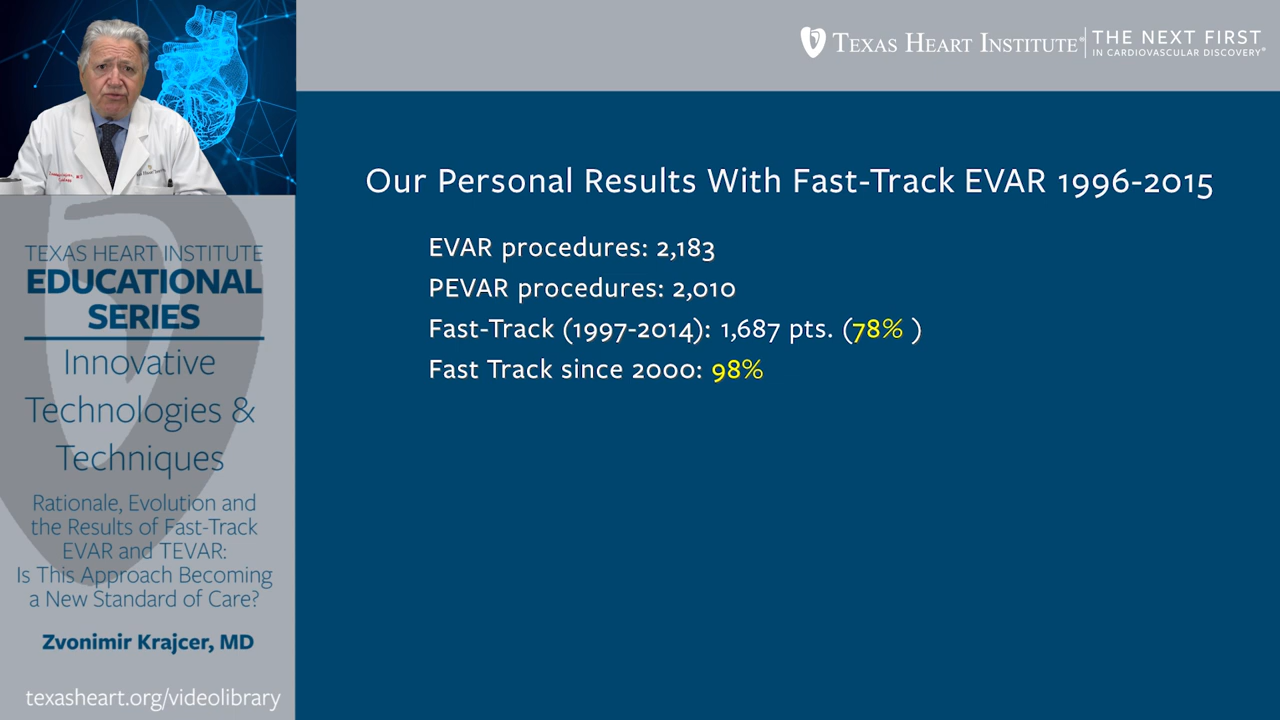 TEXAS HEART INSTITUTE® THE NEXT FIRST
IN CARDIOVASCULAR DISCOVERY®
Our Personal Results With Fast-Track EVAR 1996-2015
EVAR procedures: 2,183
PEVAR procedures: 2,010
Fast-Track (1997-2014): 1,687 pts. (78% )
Fast Track since 2000: 98%
TEXAS HEART INSTITUTE
EDUCATIONAL
SERIES
Innovative
Technologies &
Techniques
Rationale, Evolution and
the Results of Fast-Track
EVAR and TEVAR:
Is This Approach Becoming
a New Standard of Care?
Zvonimir Krajcer, MD
texasheart.org/videolibrary